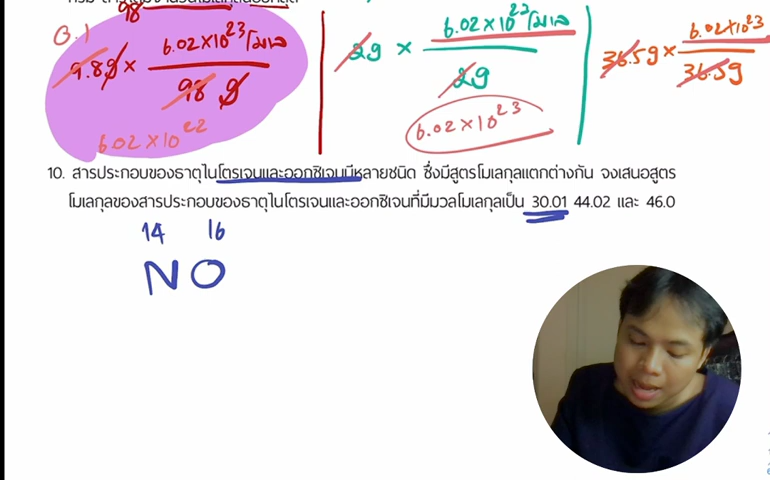 98
0.1
9.8g × 6.02×10²³ โมเล / 98 g
6.02×10²²
2g × 6.02×10²³ โมเล / 2g
6.02×10²³
36.5g × 6.02×10²³ / 36.5g
10. สารประกอบของธาตุไนโตรเจนและออกซิเจนมีหลายชนิด ซึ่งมีสูตรโมเลกุลแตกต่างกัน จงเสนอสูตร
โมเลกุลของสารประกอบของธาตุไนโตรเจนและออกซิเจนที่มีมวลโมเลกุลเป็น 30.01 44.02 และ 46.0
14 16
N O